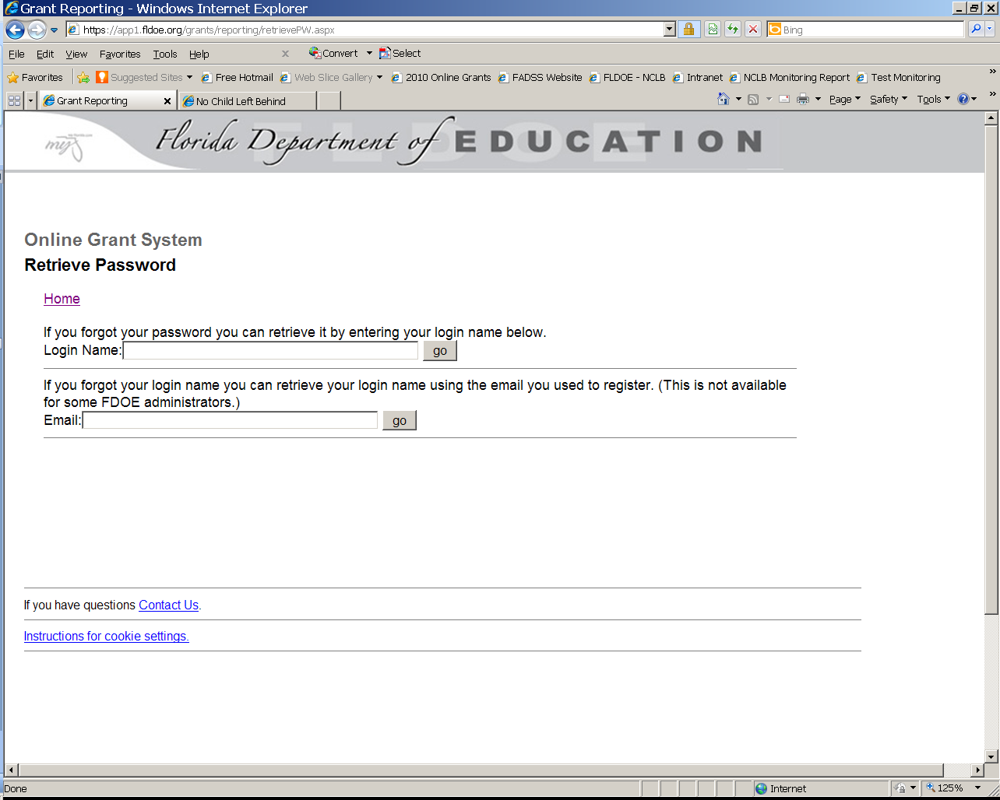 Grant Reporting - Windows Internet Explorer
https://app1.fldoe.org/grants/reporting/retrievePW.aspx
Bing
File Edit View Favorites Tools Help x Convert Select
Favorites Suggested Sites Free Hotmail Web Slice Gallery 2010 Online Grants FADSS Website FLDOE - NCLB Intranet NCLB Monitoring Report Test Monitoring
Grant Reporting No Child Left Behind Page Safety Tools
Florida Department of EDUCATION
Online Grant System
Retrieve Password
Home
If you forgot your password you can retrieve it by entering your login name below.
Login Name: go
If you forgot your login name you can retrieve your login name using the email you used to register. (This is not available
for some FDOE administrators.)
Email: go
If you have questions Contact Us.
Instructions for cookie settings.
Done Internet 125%